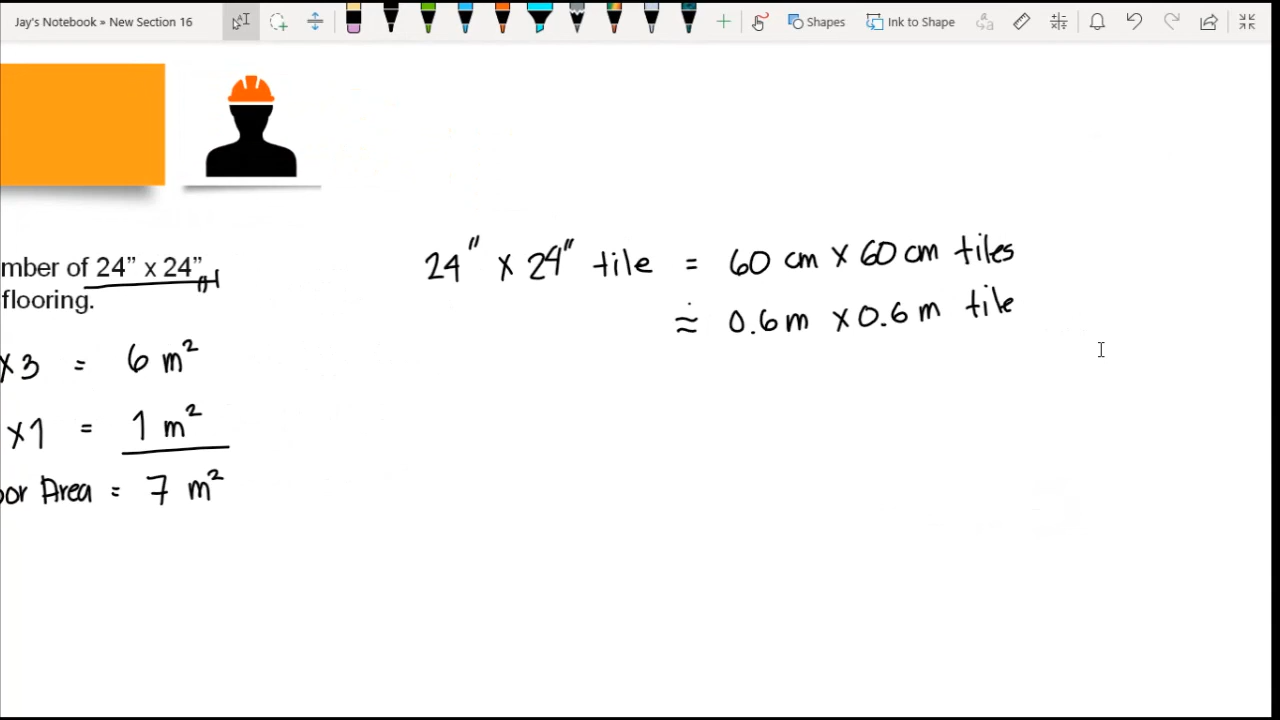 Jay's Notebook » New Section 16
Shapes
Ink to Shape
mber of 24” x 24”
flooring.
x3 = 6 m²
x1 = 1 m²
oor Area = 7 m²
24" x 24" tile = 60 cm x 60 cm tiles
≈ 0.6 m x 0.6 m tile